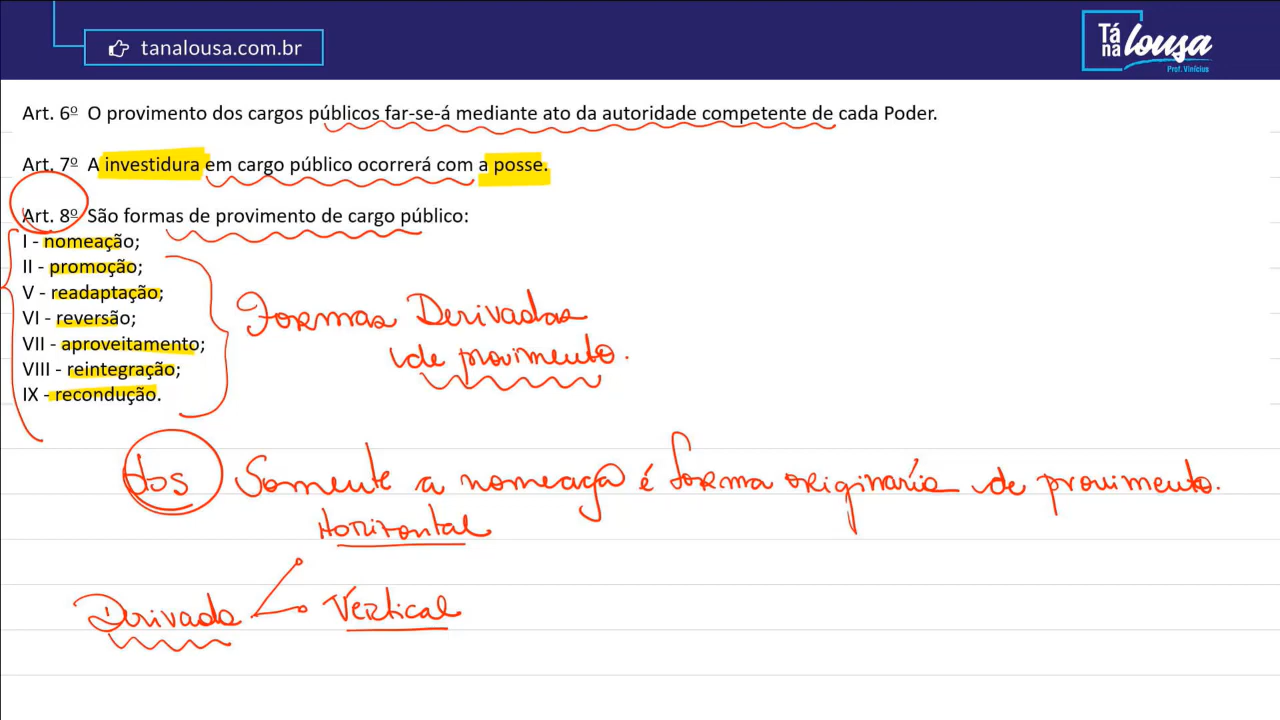 tanalousa.com.br
Tá na lousa
Prof. Vinícius
Art. 6º O provimento dos cargos públicos far-se-á mediante ato da autoridade competente de cada Poder.
Art. 7º A investidura em cargo público ocorrerá com a posse.
Art. 8º São formas de provimento de cargo público:
I - nomeação;
II - promoção;
V - readaptação;
VI - reversão;
VII - aproveitamento;
VIII - reintegração;
IX - recondução.
Formas Derivadas
de provimento.
Somente a nomeação é forma originária de provimento.
Horizontal
Derivada
Vertical